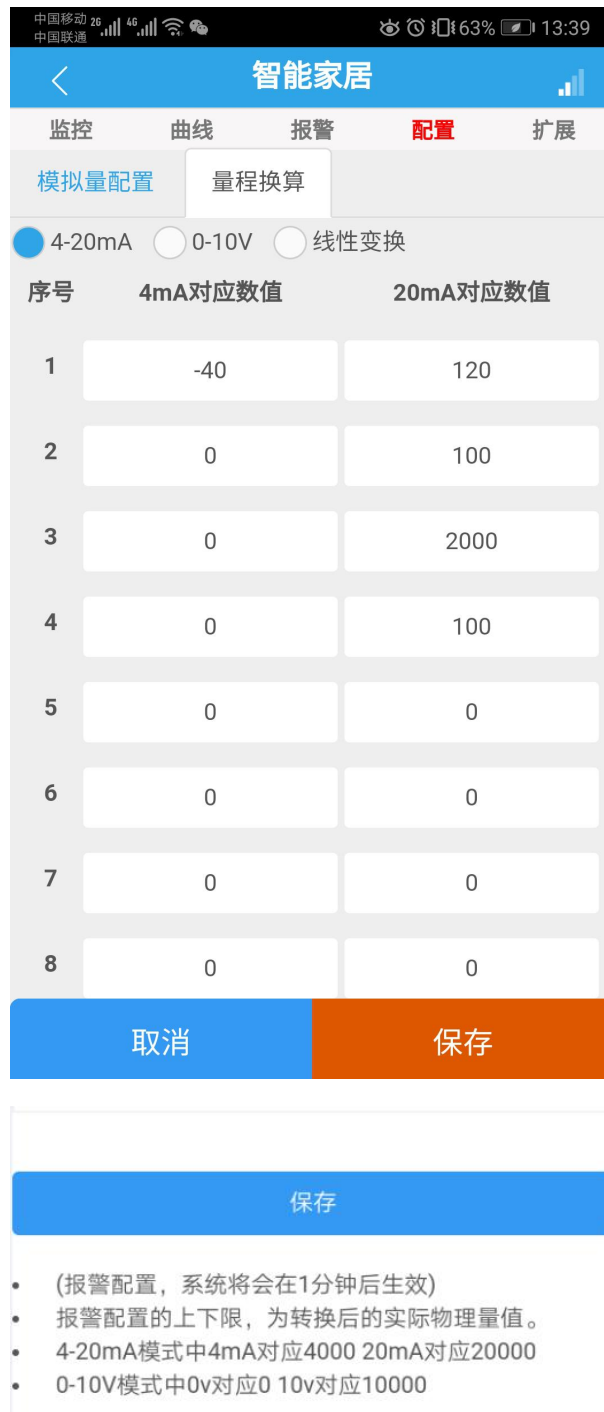 中国移动 2G 4G 63% 13:39
中国联通
智能家居
监控 曲线 报警 配置 扩展
模拟量配置 量程换算
4-20mA 0-10V 线性变换
序号 4mA对应数值 20mA对应数值
1 -40 120
2 0 100
3 0 2000
4 0 100
5 0 0
6 0 0
7 0 0
8 0 0
取消 保存
保存
• (报警配置，系统将会在1分钟后生效)
• 报警配置的上下限，为转换后的实际物理量值。
• 4-20mA模式中4mA对应4000 20mA对应20000
• 0-10V模式中0v对应0 10v对应10000